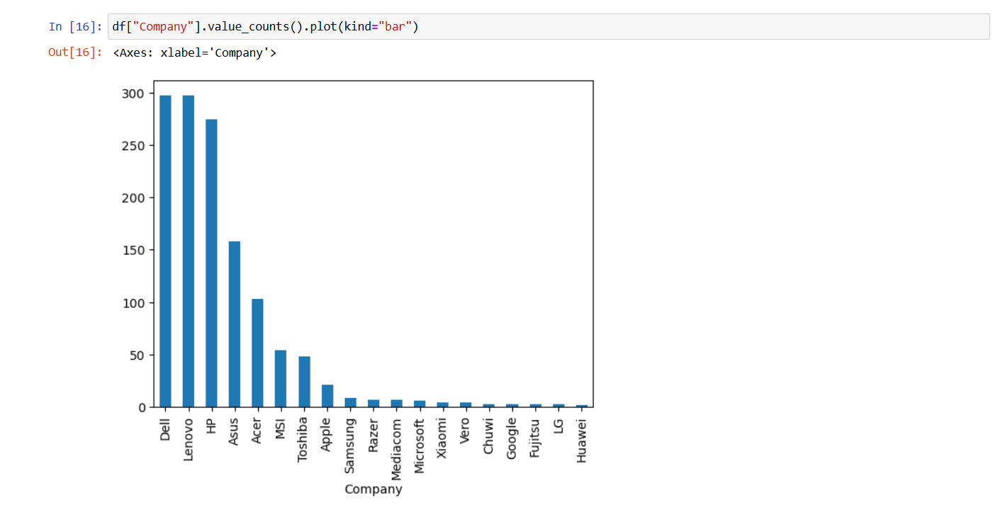 In [16]: df["Company"].value_counts().plot(kind="bar")
Out[16]: <Axes: xlabel='Company'>
300
250
200
150
100
50
0
Dell Lenovo HP Asus Acer MSI Toshiba Apple Samsung Razer Mediacom Microsoft Xiaomi Vero Chuwi Google Fujitsu LG Huawei
Company